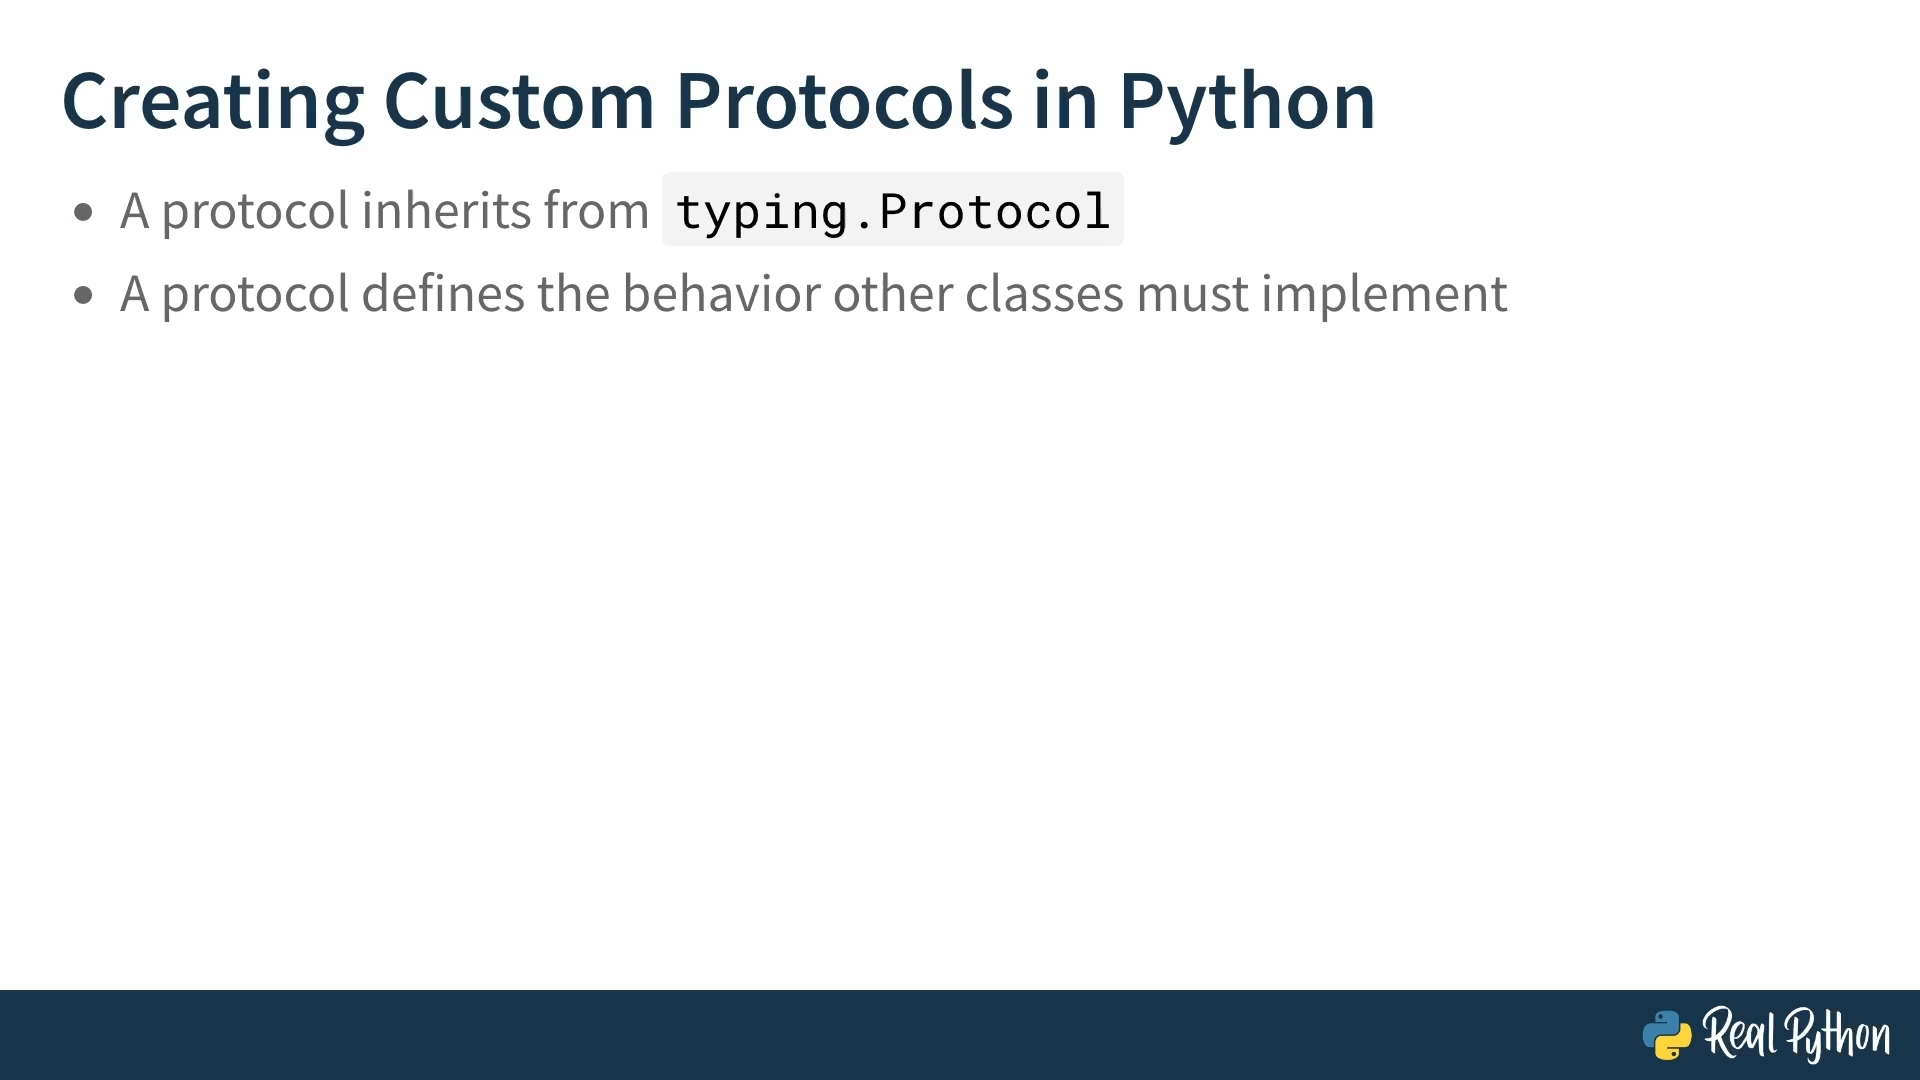 Creating Custom Protocols in Python
• A protocol inherits from typing.Protocol
• A protocol defines the behavior other classes must implement
Real Python